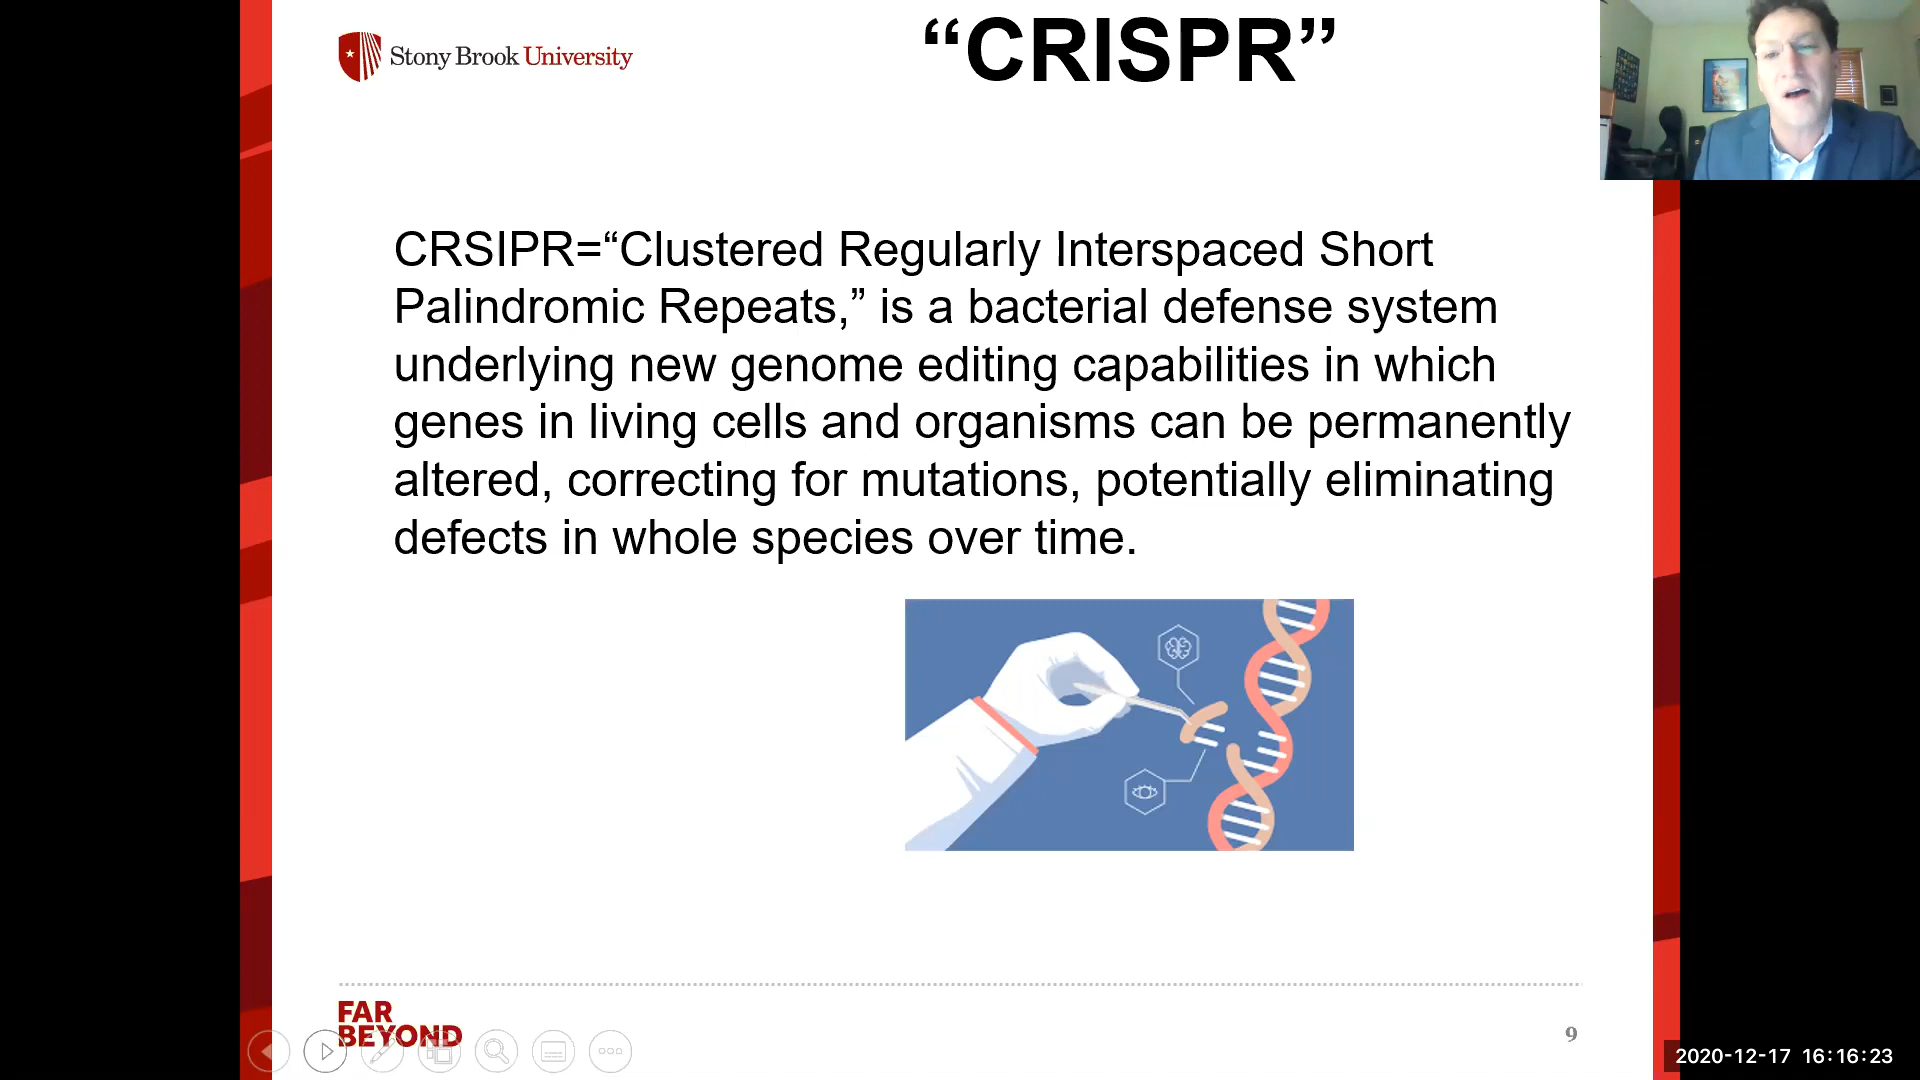 Stony Brook University
“CRISPR”
CRSIPR=“Clustered Regularly Interspaced Short
Palindromic Repeats,” is a bacterial defense system
underlying new genome editing capabilities in which
genes in living cells and organisms can be permanently
altered, correcting for mutations, potentially eliminating
defects in whole species over time.
FAR
BEYOND
9
2020-12-17 16:16:23